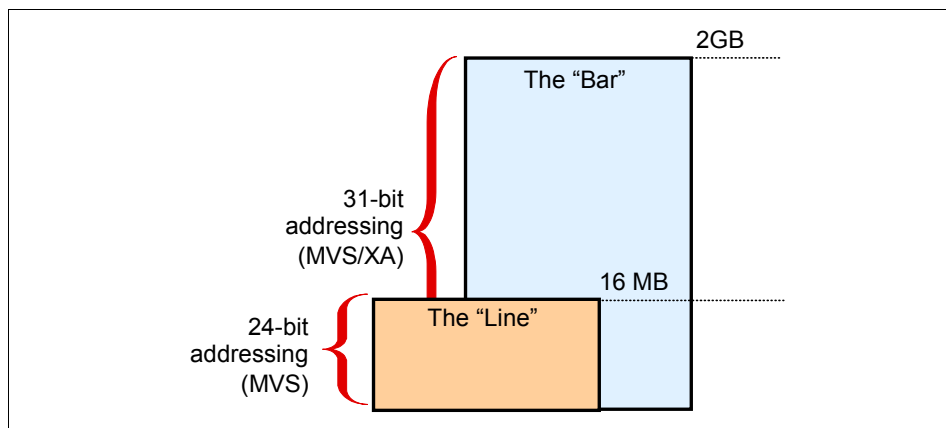 2GB
The “Bar”
31-bit
addressing
(MVS/XA)
16 MB
The “Line”
24-bit
addressing
(MVS)